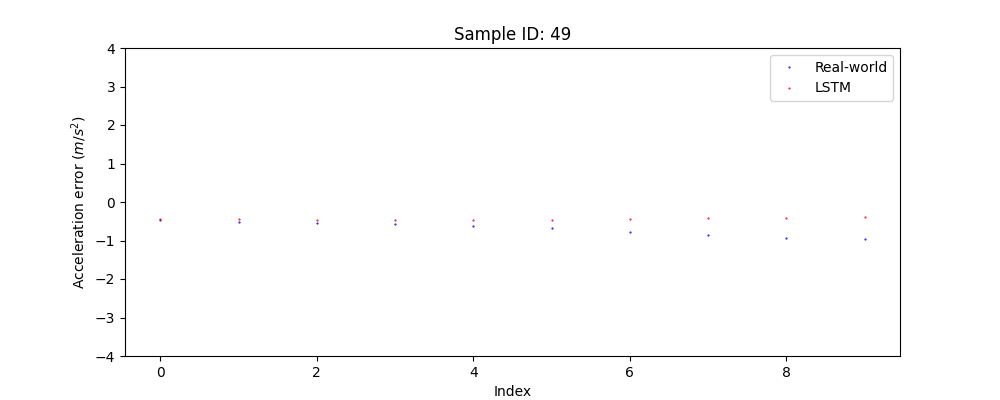 Sample ID: 49
Real-world
LSTM
4
3
2
1
0
−1
−2
−3
−4
Acceleration error (m/s²)
0 2 4 6 8
Index